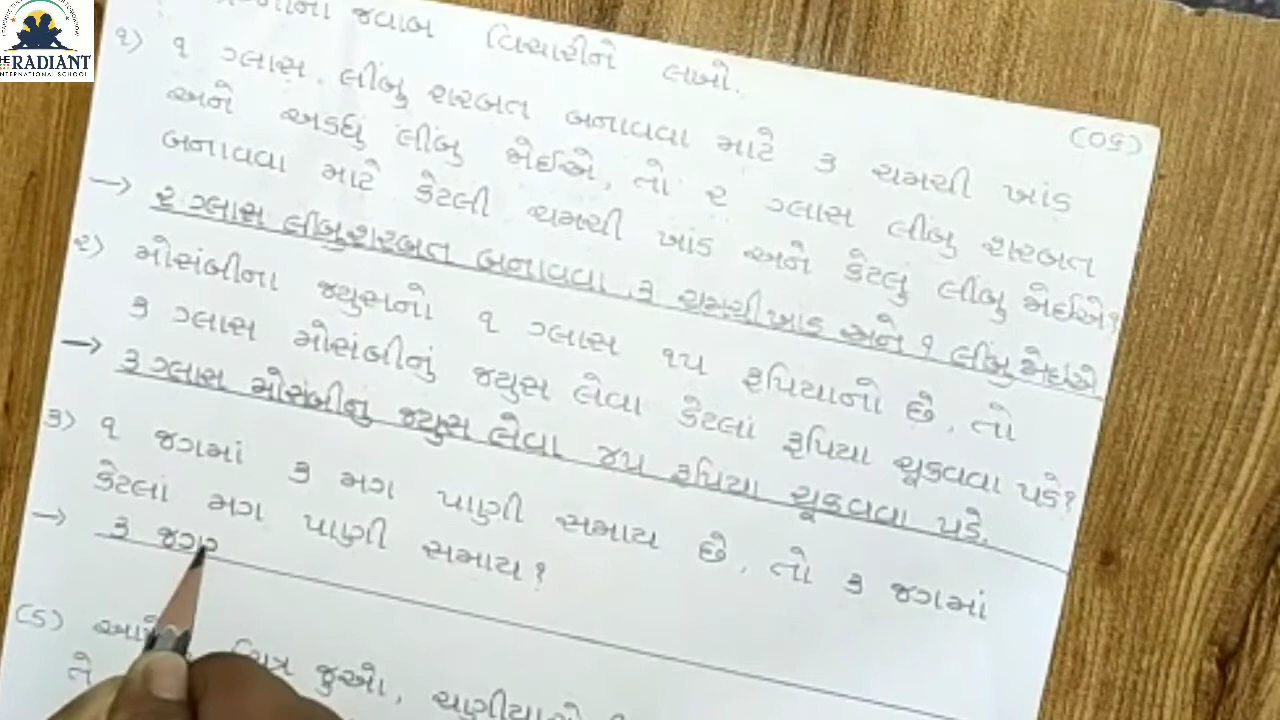 THE RADIANT
INTERNATIONAL SCHOOL
જવાબ વિચારીને લખો.
(૦૬)
૧) ૧ ગ્લાસ લીંબુ શરબત બનાવવા માટે ૩ ચમચી ખાંડ
અને અડધું લીંબુ જોઈએ, તો ૨ ગ્લાસ લીંબુ શરબત
બનાવવા માટે કેટલી ચમચી ખાંડ અને કેટલું લીંબુ જોઈએ?
→ ૨ ગ્લાસ લીંબુ શરબત બનાવવા ૩ ચમચી ખાંડ અને ૧ લીંબુ જોઈએ
૨) મોસંબીના જ્યુસનો ૧ ગ્લાસ ૧૫ રૂપિયાનો છે, તો
૩ ગ્લાસ મોસંબીનું જ્યુસ લેવા કેટલાં રૂપિયા ચૂકવવા પડે?
→ ૩ ગ્લાસ મોસંબીનું જ્યુસ લેવા ૪૫ રૂપિયા ચૂકવવા પડે.
૩) ૧ જગમાં ૩ મગ પાણી સમાય છે, તો ૩ જગમાં
કેટલાં મગ પાણી સમાય?
→ ૩ જગ
(5) ચિત્ર જુઓ,
તે